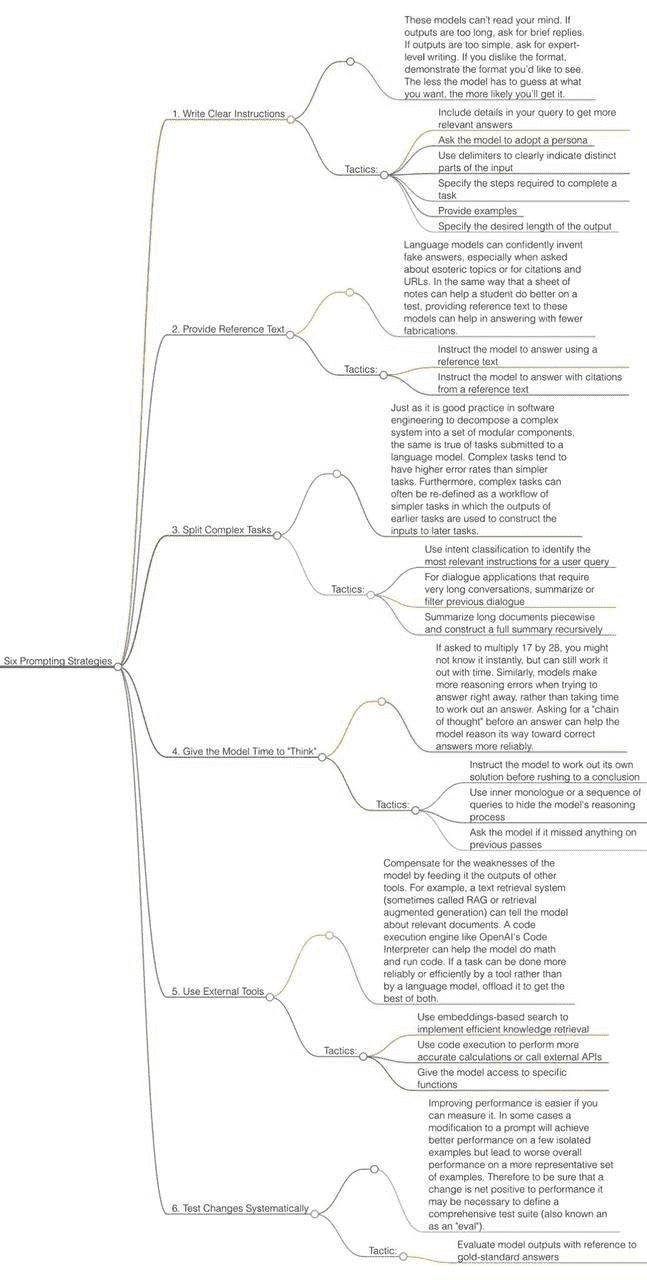 These models can't read your mind. If
outputs are too long, ask for brief replies.
If outputs are too simple, ask for expert-
level writing. If you dislike the format,
demonstrate the format you'd like to see.
The less the model has to guess at what
you want, the more likely you'll get it.
1. Write Clear Instructions
Tactics:
Include details in your query to get more
relevant answers
Ask the model to adopt a persona
Use delimiters to clearly indicate distinct
parts of the input
Specify the steps required to complete a
task
Provide examples
Specify the desired length of the output
Language models can confidently invent
fake answers, especially when asked
about esoteric topics or for citations and
URLs. In the same way that a sheet of
notes can help a student do better on a
test, providing reference text to these
models can help in answering with fewer
fabrications.
2. Provide Reference Text
Tactics:
Instruct the model to answer using a
reference text
Instruct the model to answer with citations
from a reference text
Just as it is good practice in software
engineering to decompose a complex
system into a set of modular components,
the same is true of tasks submitted to a
language model. Complex tasks tend to
have higher error rates than simpler
tasks. Furthermore, complex tasks can
often be re-defined as a workflow of
simpler tasks in which the outputs of
earlier tasks are used to construct the
inputs to later tasks.
3. Split Complex Tasks
Tactics:
Use intent classification to identify the
most relevant instructions for a user query
For dialogue applications that require
very long conversations, summarize or
filter previous dialogue
Summarize long documents piecewise
and construct a full summary recursively
Six Prompting Strategies
If asked to multiply 17 by 28, you might
not know it instantly, but can still work it
out with time. Similarly, models make
more reasoning errors when trying to
answer right away, rather than taking time
to work out an answer. Asking for a "chain
of thought" before an answer can help the
model reason its way toward correct
answers more reliably.
4. Give the Model Time to "Think"
Tactics:
Instruct the model to work out its own
solution before rushing to a conclusion
Use inner monologue or a sequence of
queries to hide the model's reasoning
process
Ask the model if it missed anything on
previous passes
Compensate for the weaknesses of the
model by feeding it the outputs of other
tools. For example, a text retrieval system
(sometimes called RAG or retrieval
augmented generation) can tell the model
about relevant documents. A code
execution engine like OpenAI's Code
Interpreter can help the model do math
and run code. If a task can be done more
reliably or efficiently by a tool rather than
by a language model, offload it to get the
best of both.
5. Use External Tools
Tactics:
Use embeddings-based search to
implement efficient knowledge retrieval
Use code execution to perform more
accurate calculations or call external APIs
Give the model access to specific
functions
Improving performance is easier if you
can measure it. In some cases a
modification to a prompt will achieve
better performance on a few isolated
examples but lead to worse overall
performance on a more representative set
of examples. Therefore to be sure that a
change is net positive to performance it
may be necessary to define a
comprehensive test suite (also known an
as an "eval").
6. Test Changes Systematically
Tactic:
Evaluate model outputs with reference to
gold-standard answers